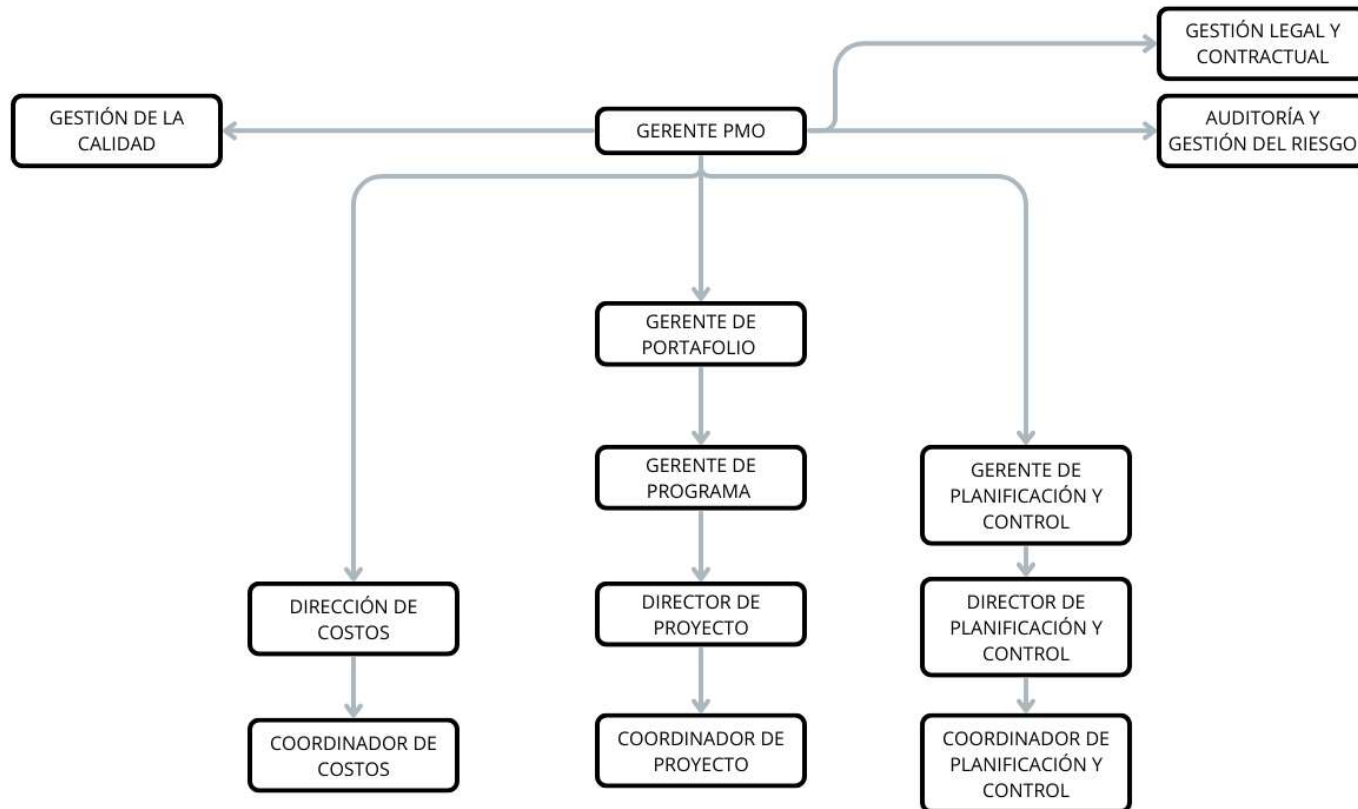 GESTIÓN LEGAL Y
CONTRACTUAL
GESTIÓN DE LA
CALIDAD
GERENTE PMO
AUDITORÍA Y
GESTIÓN DEL RIESGO
GERENTE DE
PORTAFOLIO
GERENTE DE
PROGRAMA
GERENTE DE
PLANIFICACIÓN Y
CONTROL
DIRECCIÓN DE
COSTOS
DIRECTOR DE
PROYECTO
DIRECTOR DE
PLANIFICACIÓN Y
CONTROL
COORDINADOR DE
COSTOS
COORDINADOR DE
PROYECTO
COORDINADOR DE
PLANIFICACIÓN Y
CONTROL